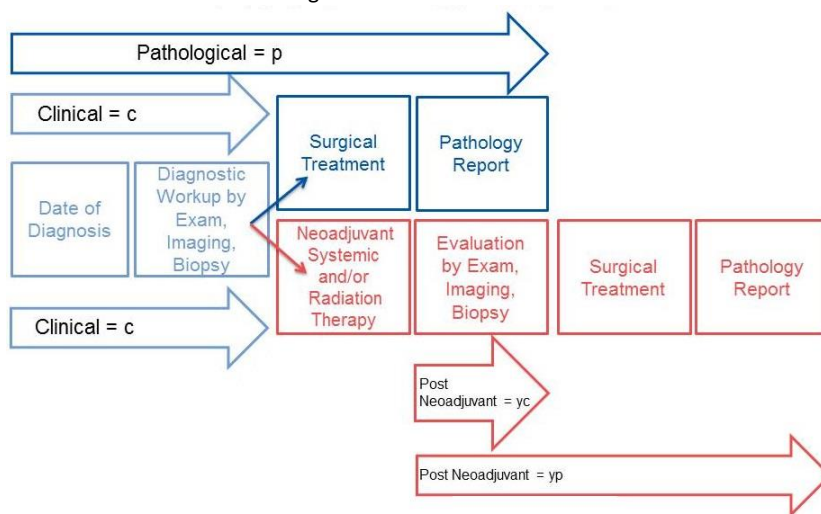 Pathological = p
Clinical = c
Surgical
Treatment
Pathology
Report
Date of
Diagnosis
Diagnostic
Workup by
Exam,
Imaging,
Biopsy
Neoadjuvant
Systemic
and/or
Radiation
Therapy
Evaluation
by Exam,
Imaging,
Biopsy
Surgical
Treatment
Pathology
Report
Clinical = c
Post
Neoadjuvant = yc
Post Neoadjuvant = yp